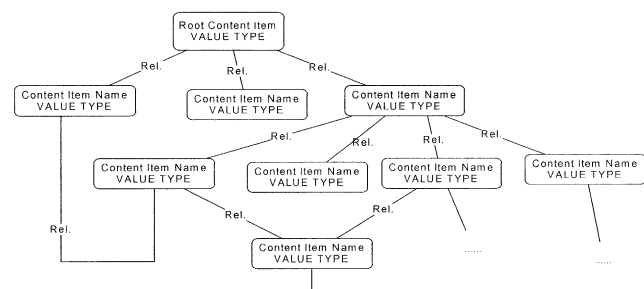 Root Content Item
VALUE TYPE
Rel.
Rel.
Rel.
Content Item Name
VALUE TYPE
Content Item Name
VALUE TYPE
Content Item Name
VALUE TYPE
Rel.
Rel.
Rel.
Rel.
Content Item Name
VALUE TYPE
Content Item Name
VALUE TYPE
Content Item Name
VALUE TYPE
Content Item Name
VALUE TYPE
Rel.
Rel.
Rel.
Content Item Name
VALUE TYPE
......
......